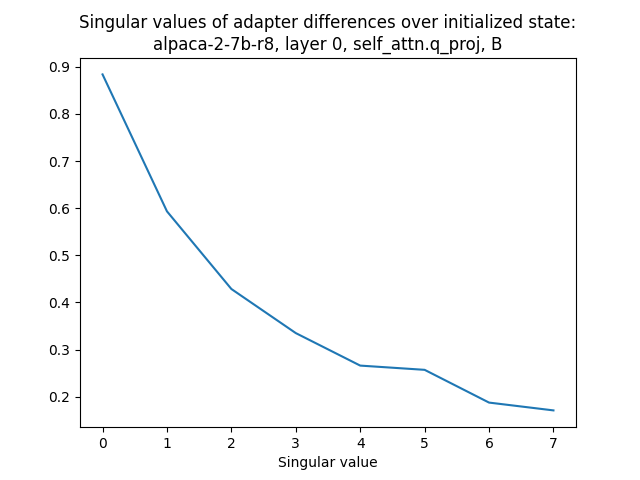 Singular values of adapter differences over initialized state:
alpaca-2-7b-r8, layer 0, self_attn.q_proj, B
0.9
0.8
0.7
0.6
0.5
0.4
0.3
0.2
0 1 2 3 4 5 6 7
Singular value